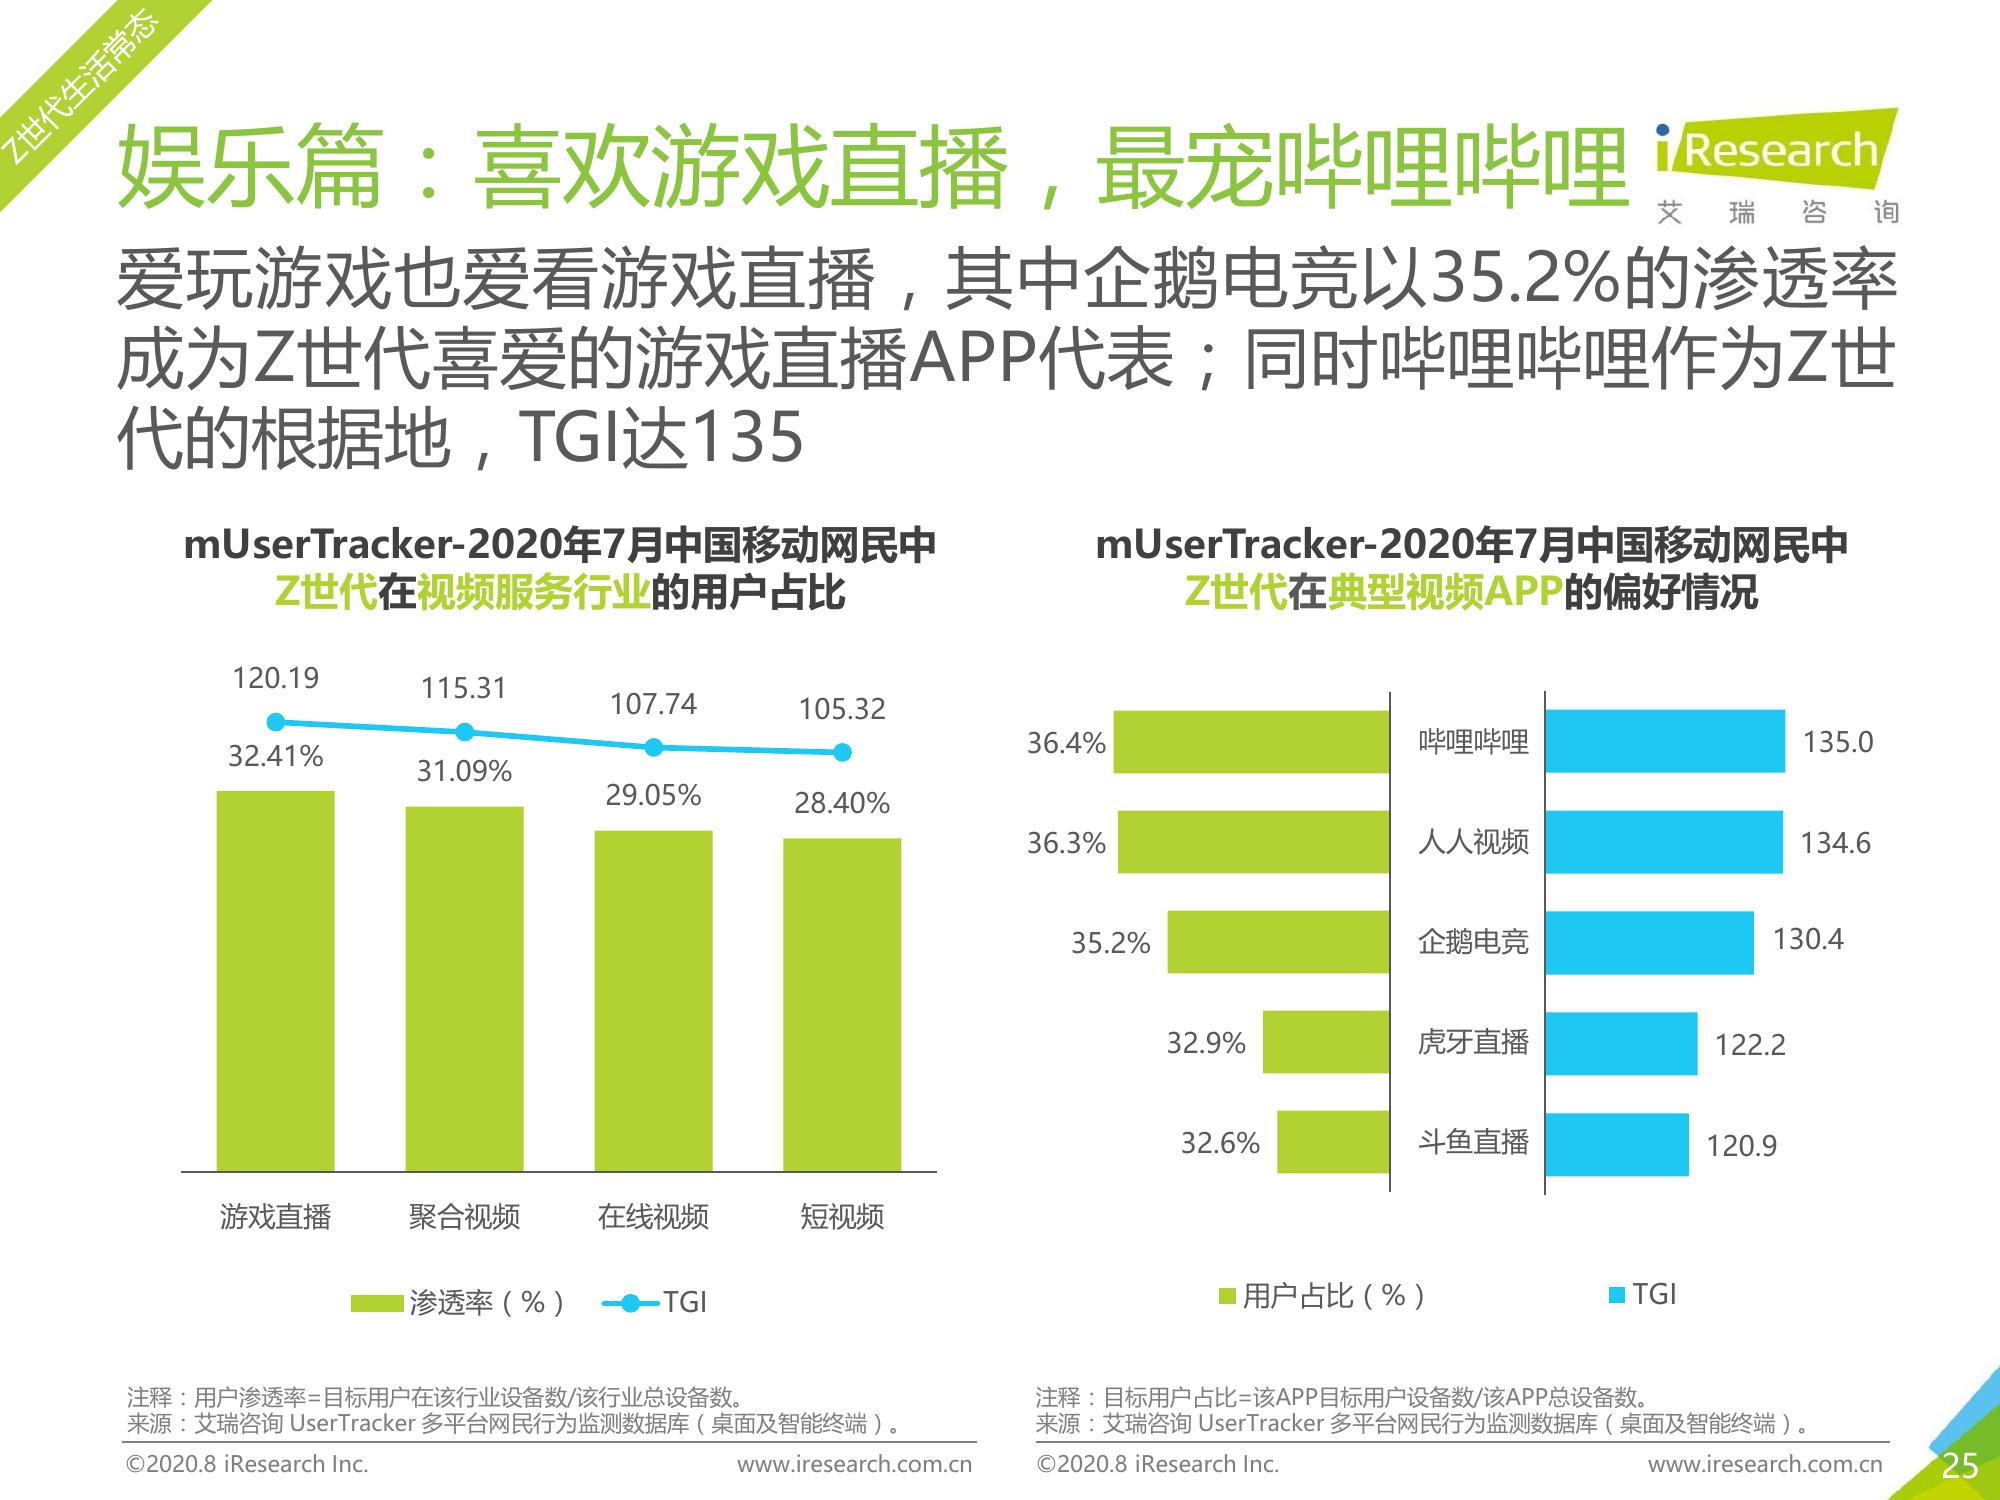 Z世代生活常态
娱乐篇：喜欢游戏直播，最宠哔哩哔哩
iResearch
艾瑞咨询
爱玩游戏也爱看游戏直播，其中企鹅电竞以35.2%的渗透率
成为Z世代喜爱的游戏直播APP代表；同时哔哩哔哩作为Z世
代的根据地，TGI达135
mUserTracker-2020年7月中国移动网民中
Z世代在视频服务行业的用户占比
120.19
115.31
107.74
105.32
32.41%
31.09%
29.05%
28.40%
游戏直播
聚合视频
在线视频
短视频
渗透率（%）
TGI
注释：用户渗透率=目标用户在该行业设备数/该行业总设备数。
来源：艾瑞咨询 UserTracker 多平台网民行为监测数据库（桌面及智能终端）。
©2020.8 iResearch Inc.
www.iresearch.com.cn
mUserTracker-2020年7月中国移动网民中
Z世代在典型视频APP的偏好情况
36.4% 哔哩哔哩 135.0
36.3% 人人视频 134.6
35.2% 企鹅电竞 130.4
32.9% 虎牙直播 122.2
32.6% 斗鱼直播 120.9
用户占比（%）
TGI
注释：目标用户占比=该APP目标用户设备数/该APP总设备数。
来源：艾瑞咨询 UserTracker 多平台网民行为监测数据库（桌面及智能终端）。
©2020.8 iResearch Inc.
www.iresearch.com.cn
25